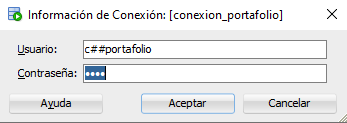 Información de Conexión: [conexion_portafolio]
Usuario: c##portafolio
Contraseña: ••••
Ayuda Aceptar Cancelar